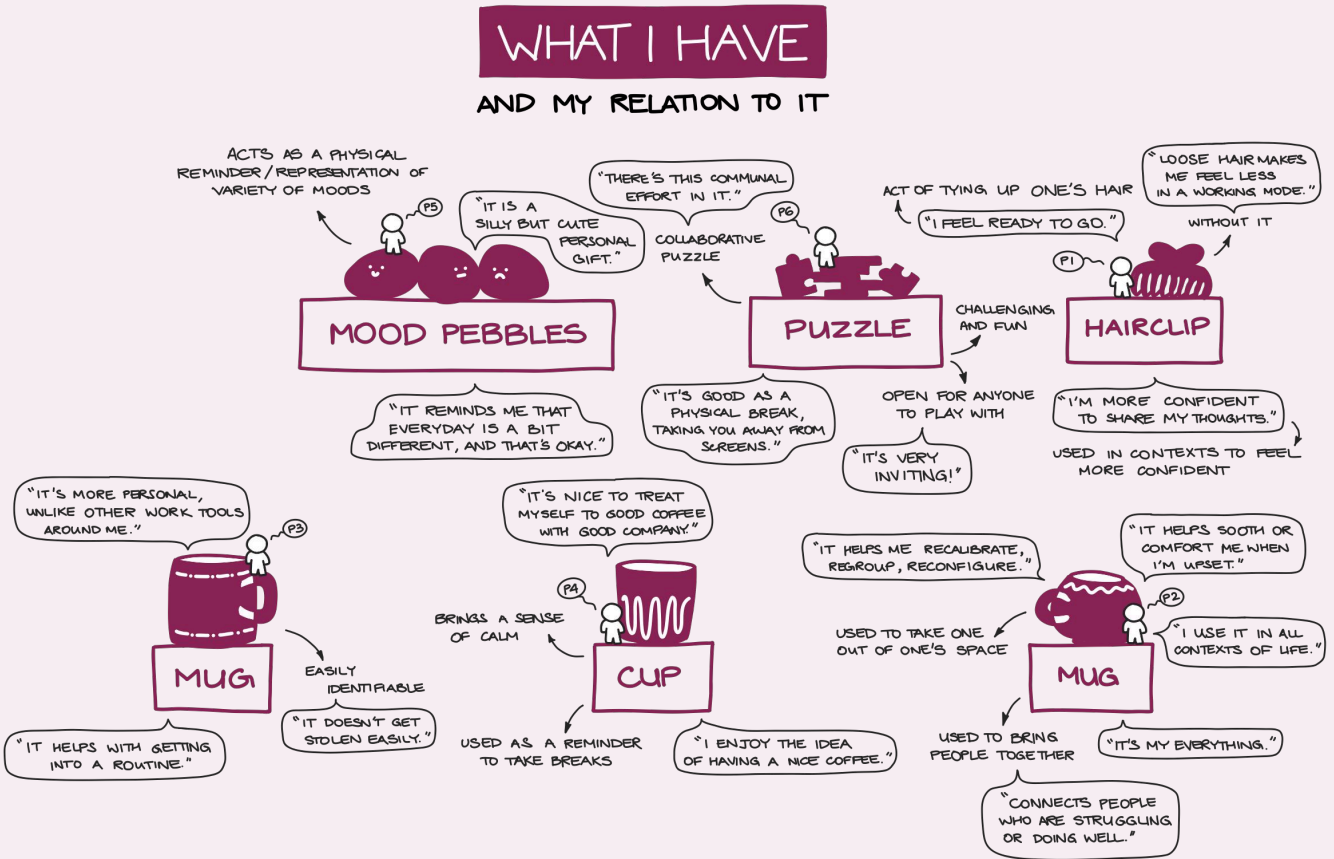 WHAT I HAVE
AND MY RELATION TO IT
ACTS AS A PHYSICAL
REMINDER/REPRESENTATION OF
VARIETY OF MOODS
P5
"IT IS A
SILLY BUT CUTE
PERSONAL
GIFT."
MOOD PEBBLES
"IT REMINDS ME THAT
EVERYDAY IS A BIT
DIFFERENT, AND THAT'S OKAY."
"THERE'S THIS COMMUNAL
EFFORT IN IT."
COLLABORATIVE
PUZZLE
P6
PUZZLE
CHALLENGING
AND FUN
"IT'S GOOD AS A
PHYSICAL BREAK,
TAKING YOU AWAY FROM
SCREENS."
OPEN FOR ANYONE
TO PLAY WITH
"IT'S VERY
INVITING!"
ACT OF TYING UP ONE'S HAIR
"I FEEL READY TO GO."
"LOOSE HAIR MAKES
ME FEEL LESS
IN A WORKING MODE."
WITHOUT IT
P1
HAIRCLIP
"I'M MORE CONFIDENT
TO SHARE MY THOUGHTS."
USED IN CONTEXTS TO FEEL
MORE CONFIDENT
"IT'S MORE PERSONAL,
UNLIKE OTHER WORK TOOLS
AROUND ME."
P3
MUG
EASILY
IDENTIFIABLE
"IT DOESN'T GET
STOLEN EASILY."
"IT HELPS WITH GETTING
INTO A ROUTINE."
"IT'S NICE TO TREAT
MYSELF TO GOOD COFFEE
WITH GOOD COMPANY."
P4
BRINGS A SENSE
OF CALM
CUP
USED AS A REMINDER
TO TAKE BREAKS
"I ENJOY THE IDEA
OF HAVING A NICE COFFEE."
"IT HELPS ME RECALIBRATE,
REGROUP, RECONFIGURE."
"IT HELPS SOOTH OR
COMFORT ME WHEN
I'M UPSET."
P2
USED TO TAKE ONE
OUT OF ONE'S SPACE
"I USE IT IN ALL
CONTEXTS OF LIFE."
MUG
USED TO BRING
PEOPLE TOGETHER
"IT'S MY EVERYTHING."
"CONNECTS PEOPLE
WHO ARE STRUGGLING
OR DOING WELL."